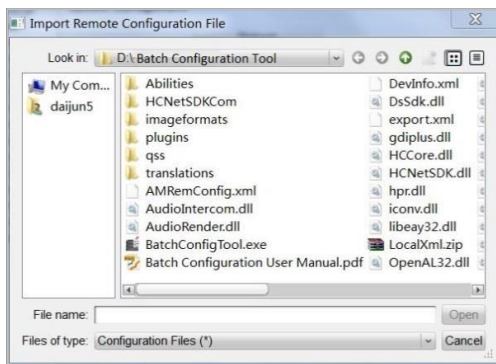 Import Remote Configuration File
Look in: D:\ Batch Configuration Tool
My Com...
daijun5
Abilities
HCNetSDKCom
imageformats
plugins
qss
translations
AMRemConfig.xml
AudioIntercom.dll
AudioRender.dll
BatchConfigTool.exe
Batch Configuration User Manual.pdf
DevInfo.xml
DsSdk.dll
export.xml
gdiplus.dll
HCCore.dll
HCNetSDK.dll
hpr.dll
iconv.dll
libeay32.dll
LocalXml.zip
OpenAL32.dll
File name: Open
Files of type: Configuration Files (*) Cancel